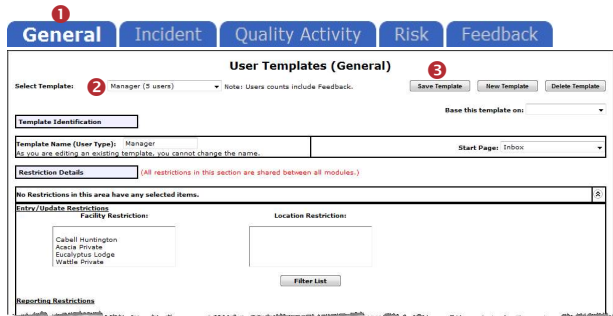 1
General Incident Quality Activity Risk Feedback
User Templates (General)
3
Select Template: 2 Manager (5 users) Note: Users counts include Feedback. Save Template New Template Delete Template
Base this template on:
Template Identification
Template Name (User Type): Manager Start Page: Inbox
As you are editing an existing template, you cannot change the name.
Restriction Details (All restrictions in this section are shared between all modules.)
No Restrictions in this area have any selected items.
Entry/Update Restrictions
Facility Restriction: Location Restriction:
Cabell Huntington
Acacia Private
Eucalyptus Lodge
Wattle Private
Filter List
Reporting Restrictions